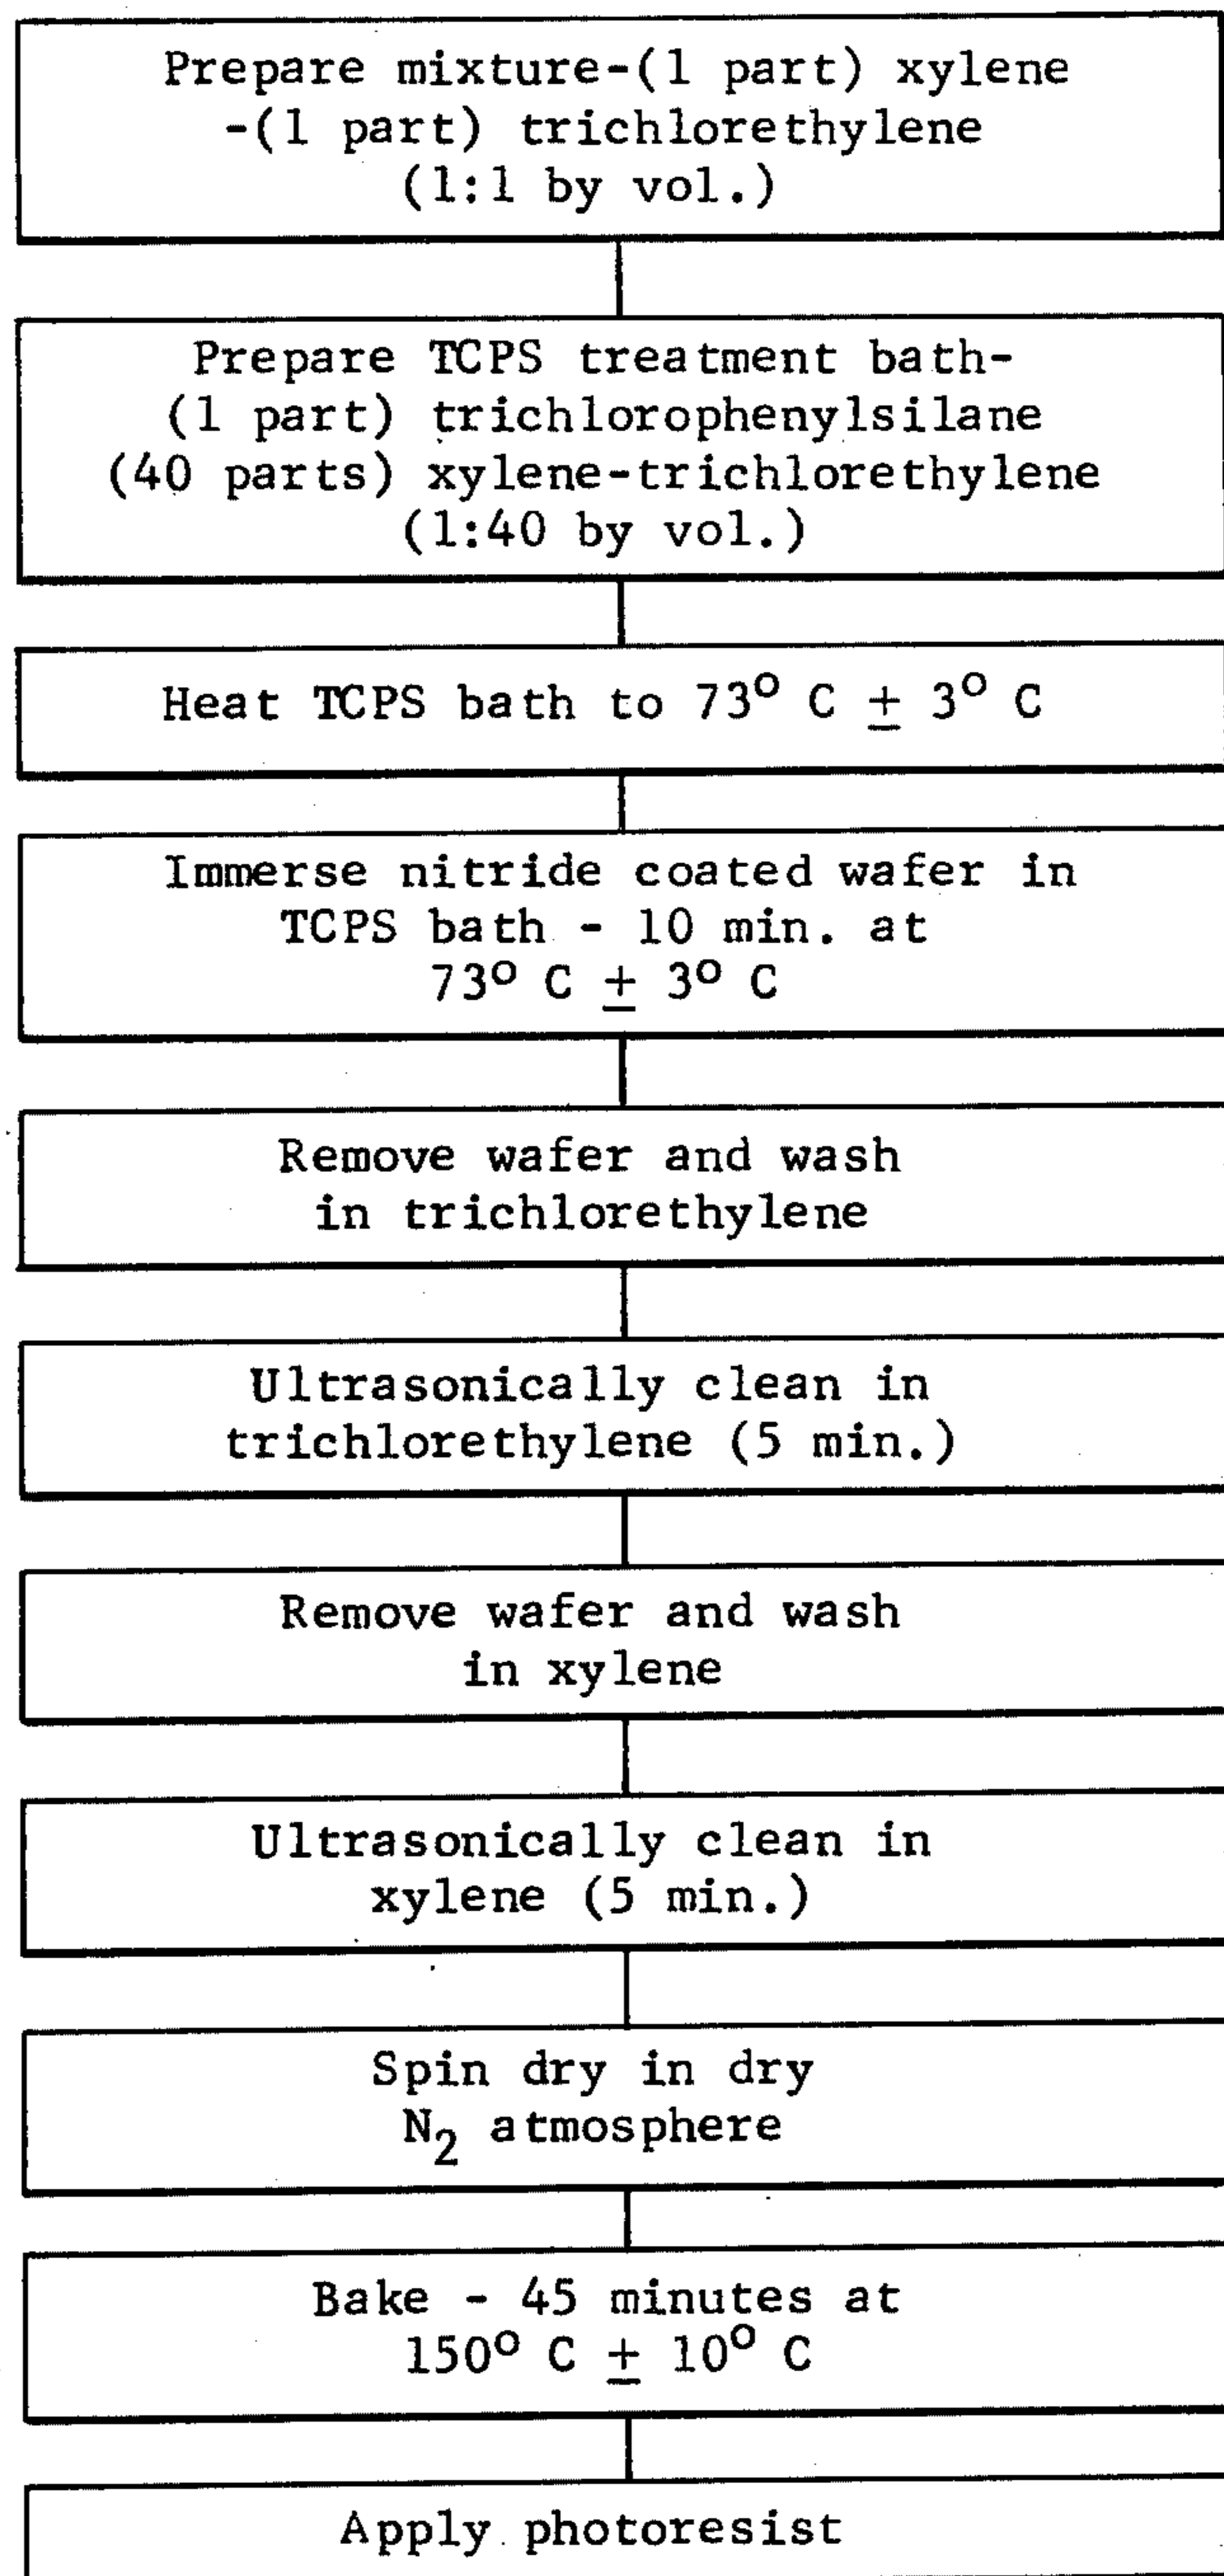 Prepare mixture-(1 part) xylene
-(1 part) trichlorethylene
(1:1 by vol.)
Prepare TCPS treatment bath-
(1 part) trichlorophenylsilane
(40 parts) xylene-trichlorethylene
(1:40 by vol.)
Heat TCPS bath to 73° C ± 3° C
Immerse nitride coated wafer in
TCPS bath - 10 min. at
73° C ± 3° C
Remove wafer and wash
in trichlorethylene
Ultrasonically clean in
trichlorethylene (5 min.)
Remove wafer and wash
in xylene
Ultrasonically clean in
xylene (5 min.)
Spin dry in dry
N₂ atmosphere
Bake - 45 minutes at
150° C ± 10° C
Apply photoresist